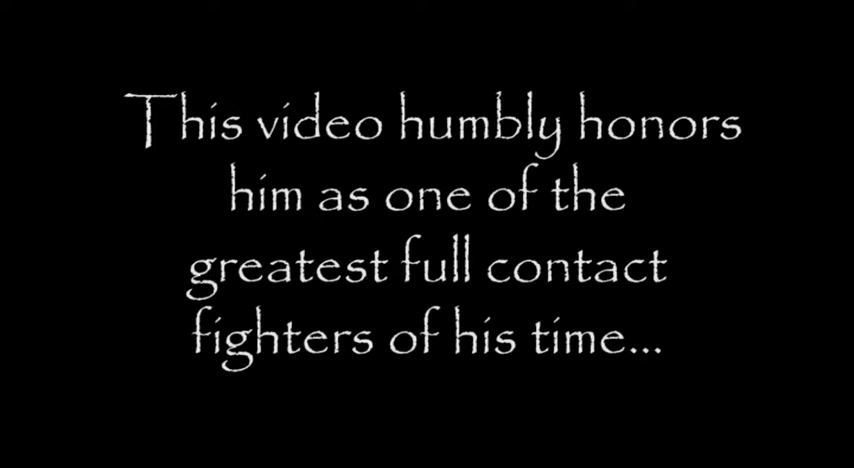 This video humbly honors
him as one of the
greatest full contact
fighters of his time...